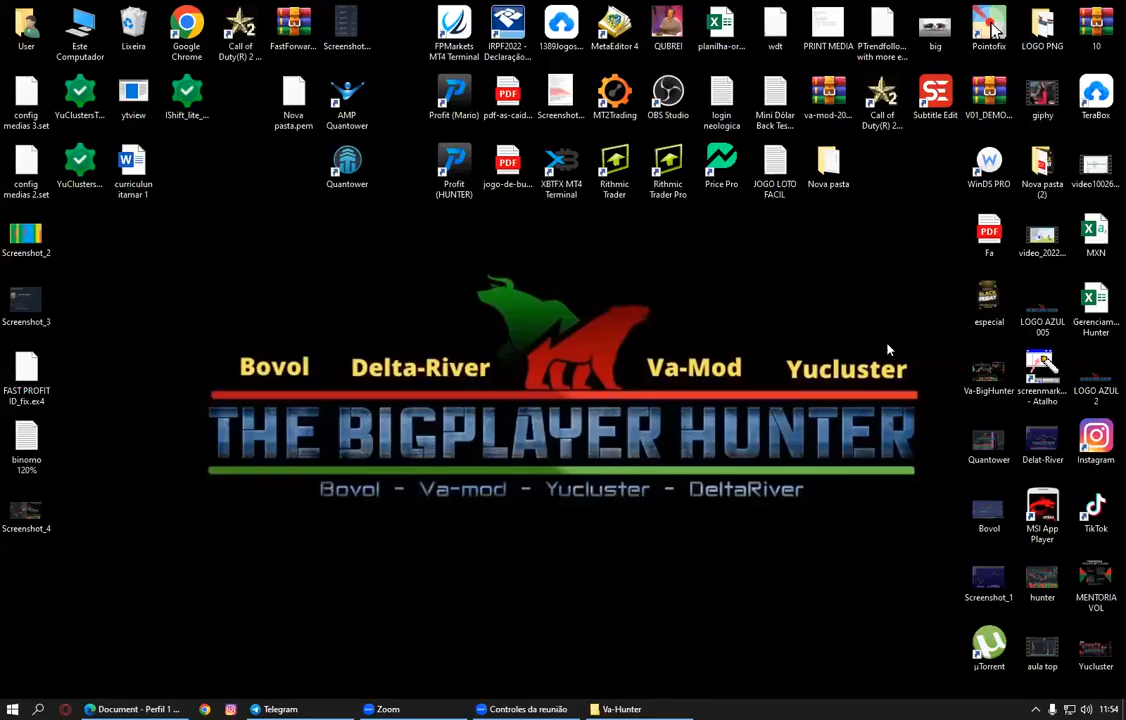 User
Este
Computador
Lixeira
Google
Chrome
Call of
Duty(R) 2 ...
FastForwar...
Screenshot...
FPMarkets
MT4 Terminal
IRPF2022 -
Declaração...
1389Jogos...
MetaEditor 4
QUBREI
planilha-or...
wdt
PRINT MEDIA
PTrendfollo...
with more e...
big
Pointofix
LOGO PNG
10
config
medias 3.set
YuClustersT...
ytview
IShift_lite_...
Nova
pasta.pem
AMP
Quantower
Profit (Mario)
pdf-as-caid...
Screenshot...
MT2Trading
OBS Studio
login
neologica
Mini Dólar
Back Tes...
va-mod-20...
Call of
Duty(R) 2...
Subtitle Edit
V01_DEMO...
giphy
TeraBox
config
medias 2.set
YuClusters...
curriculun
itamar 1
Quantower
Profit
(HUNTER)
jogo-de-bu...
XBTFX MT4
Terminal
Rithmic
Trader
Rithmic
Trader Pro
Price Pro
JOGO LOTO
FACIL
Nova pasta
WinDS PRO
Nova pasta
(2)
video10026...
Screenshot_2
Fa
video_2022...
MXN
Screenshot_3
especial
LOGO AZUL
005
Gerenciam...
Hunter
Bovol
Delta-River
Va-Mod
Yucluster
THE BIGPLAYER HUNTER
Bovol - Va-mod - Yucluster - DeltaRiver
FAST PROFIT
ID_fix.ex4
Va-BigHunter
screenmark...
- Atalho
LOGO AZUL
2
binomo
120%
Quantower
Delat-River
Instagram
Screenshot_4
Bovol
MSI App
Player
TikTok
Screenshot_1
hunter
MENTORIA
VOL
µTorrent
aula top
Yucluster
Document - Perfil 1 ...
Telegram
Zoom
Controles da reunião
Va-Hunter
11:54